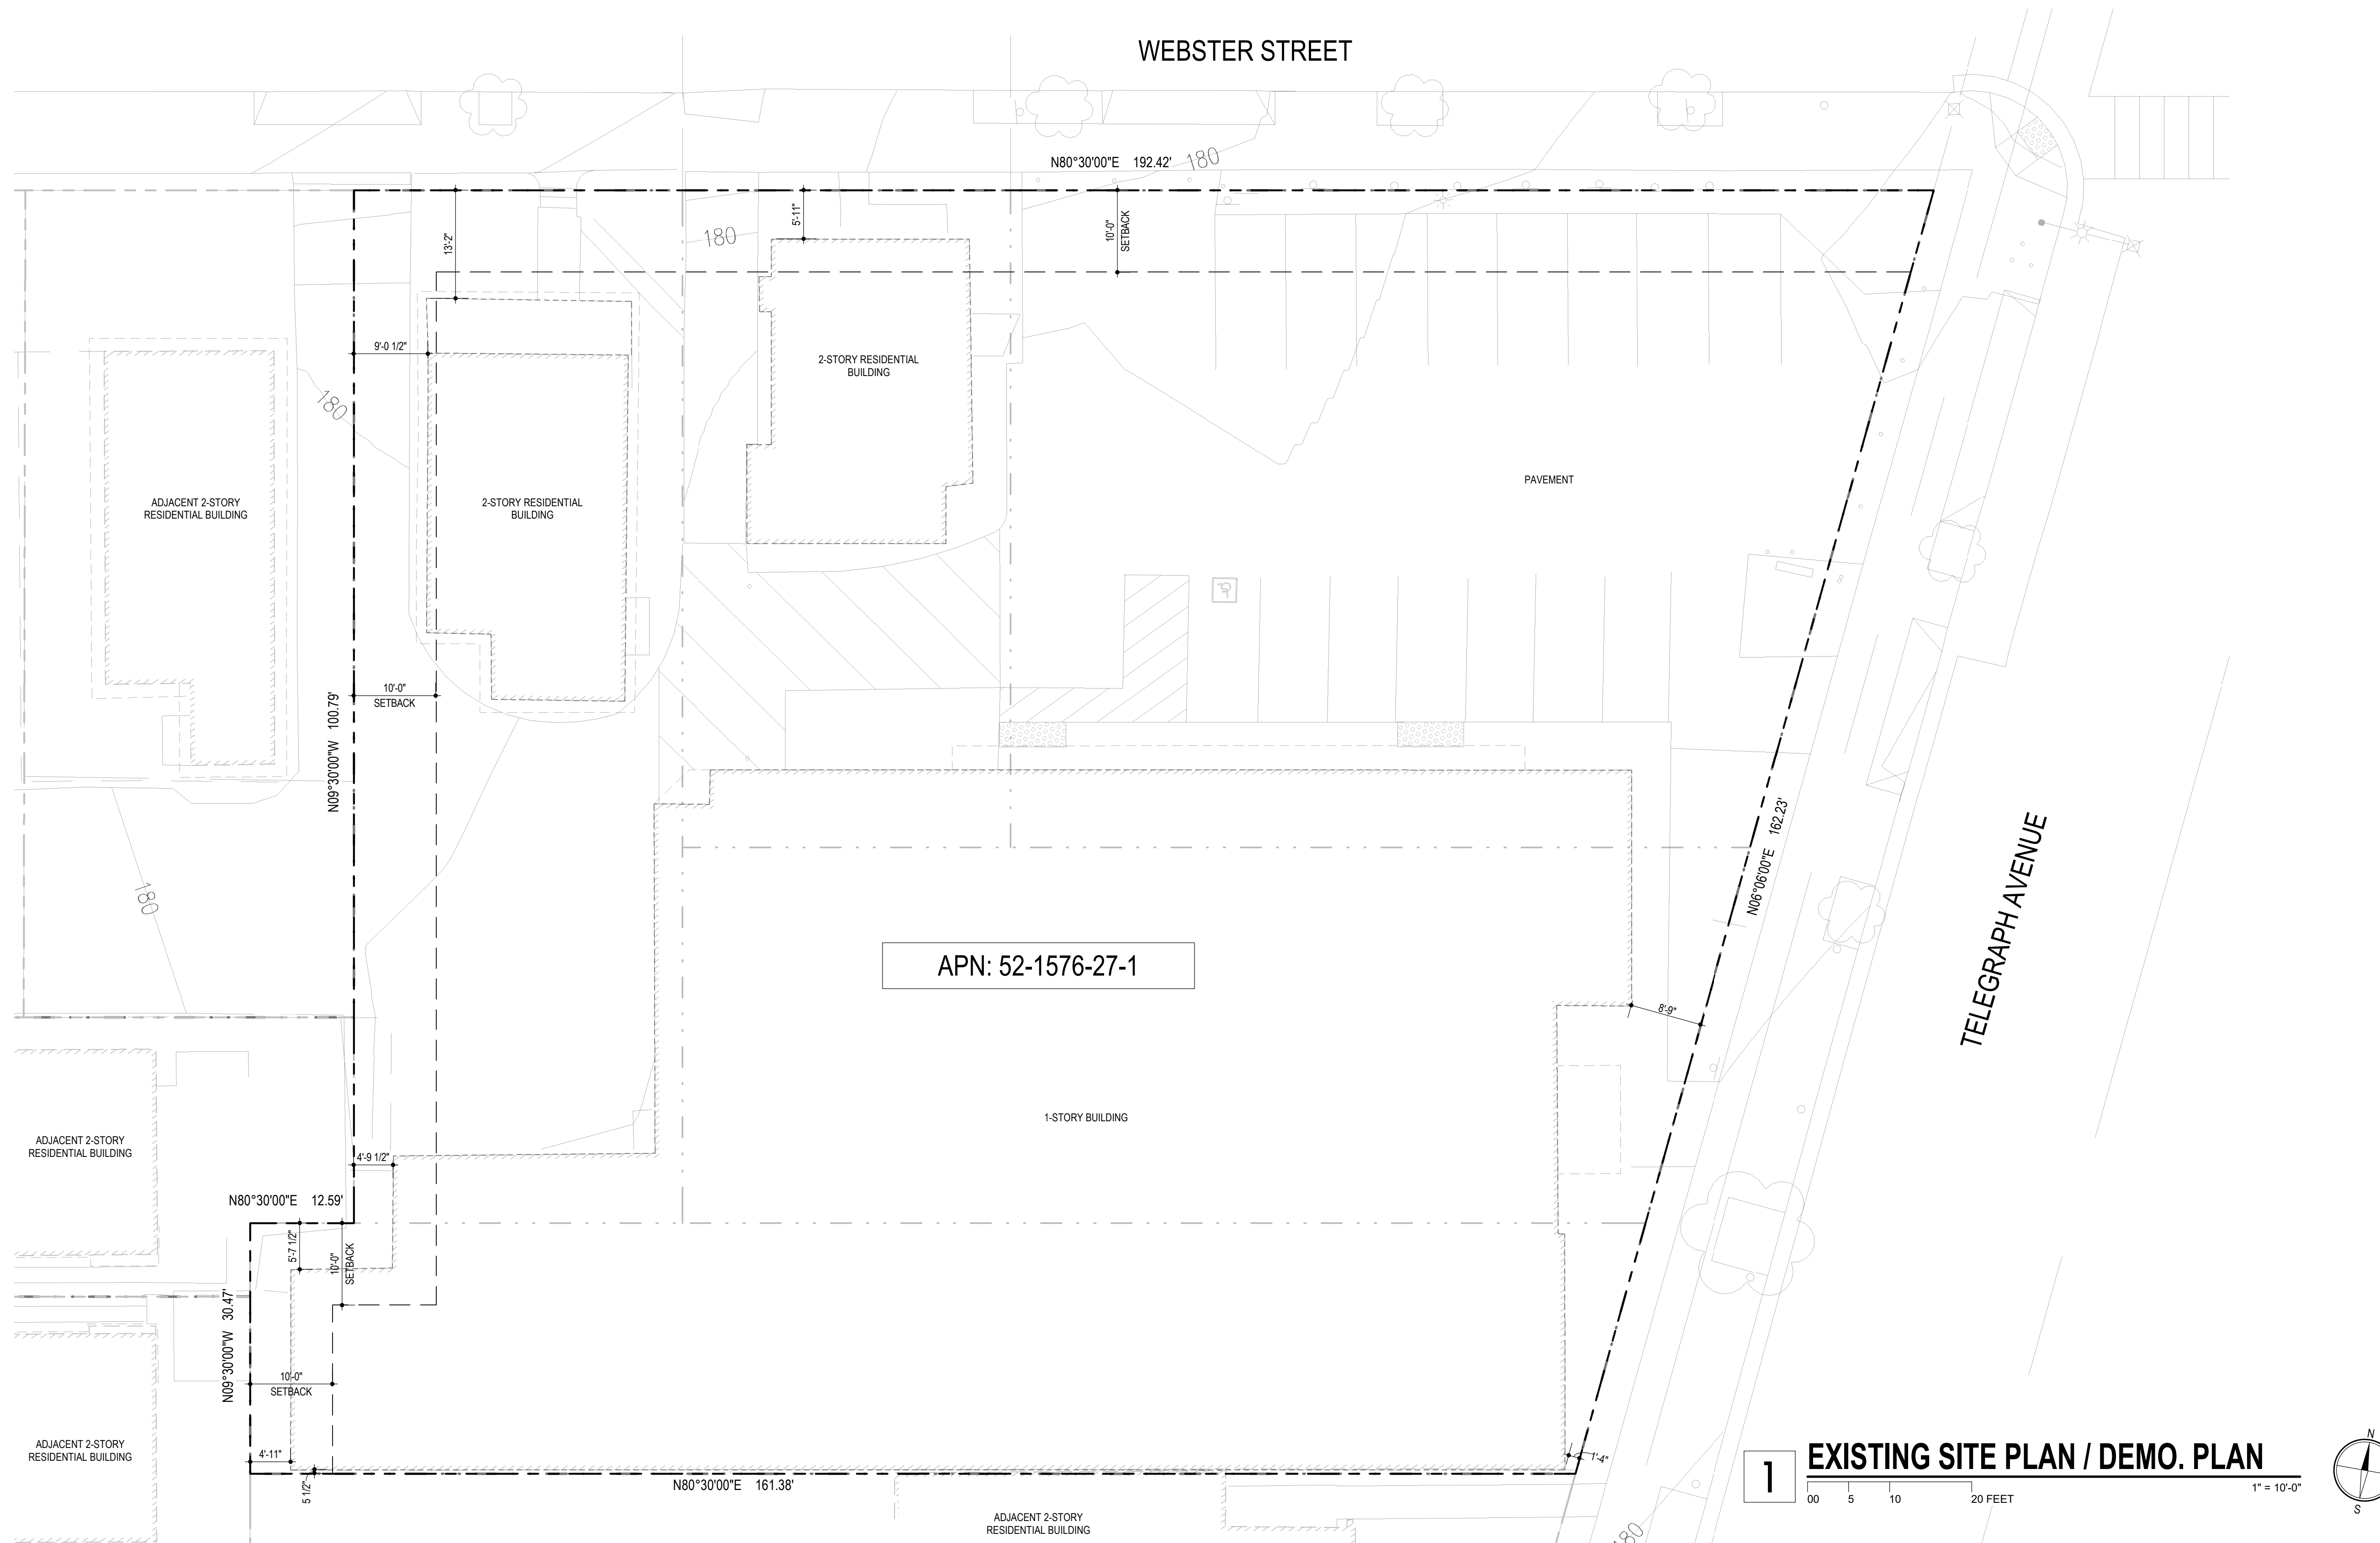 WEBSTER STREET
N80°30'00"E 192.42'
180
13'-2"
5'-11"
180
10'-0"
SETBACK
9'-0 1/2"
2-STORY RESIDENTIAL
BUILDING
180
ADJACENT 2-STORY
RESIDENTIAL BUILDING
2-STORY RESIDENTIAL
BUILDING
PAVEMENT
10'-0"
SETBACK
N09°30'00"W 100.79'
N06°06'00"E 162.23'
TELEGRAPH AVENUE
180
APN: 52-1576-27-1
8'-9"
1-STORY BUILDING
ADJACENT 2-STORY
RESIDENTIAL BUILDING
4'-9 1/2"
N80°30'00"E 12.59'
5'-7 1/2"
10'-0"
SETBACK
N09°30'00"W 30.47'
10'-0"
SETBACK
ADJACENT 2-STORY
RESIDENTIAL BUILDING
4'-11"
5 1/2"
N80°30'00"E 161.38'
1'-4"
ADJACENT 2-STORY
RESIDENTIAL BUILDING
180
1
EXISTING SITE PLAN / DEMO. PLAN
00 5 10 20 FEET
1" = 10'-0"
N
S